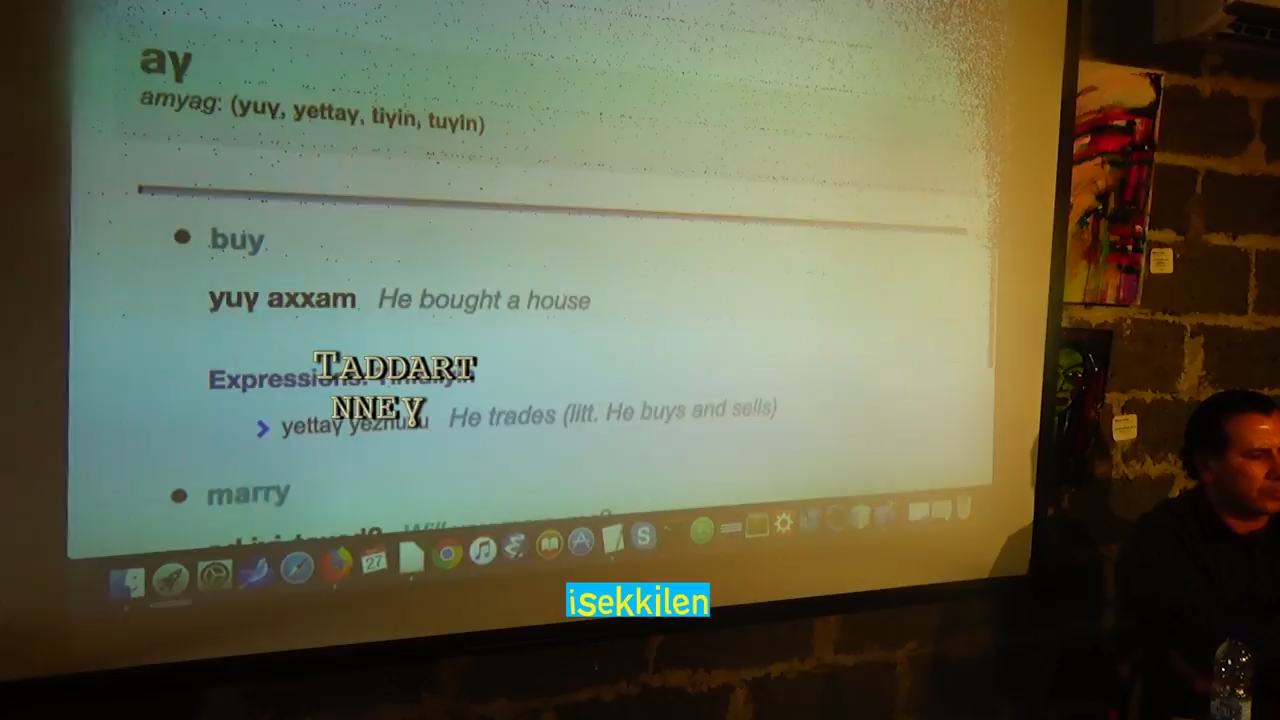 aɣ
amyag: (yuɣ, yettaɣ, tiɣin, tuɣin)
buy
yuɣ axxam He bought a house
TADDART
NNEƔ
yettaɣ He trades (litt. He buys and sells)
marry
27
isekkilen